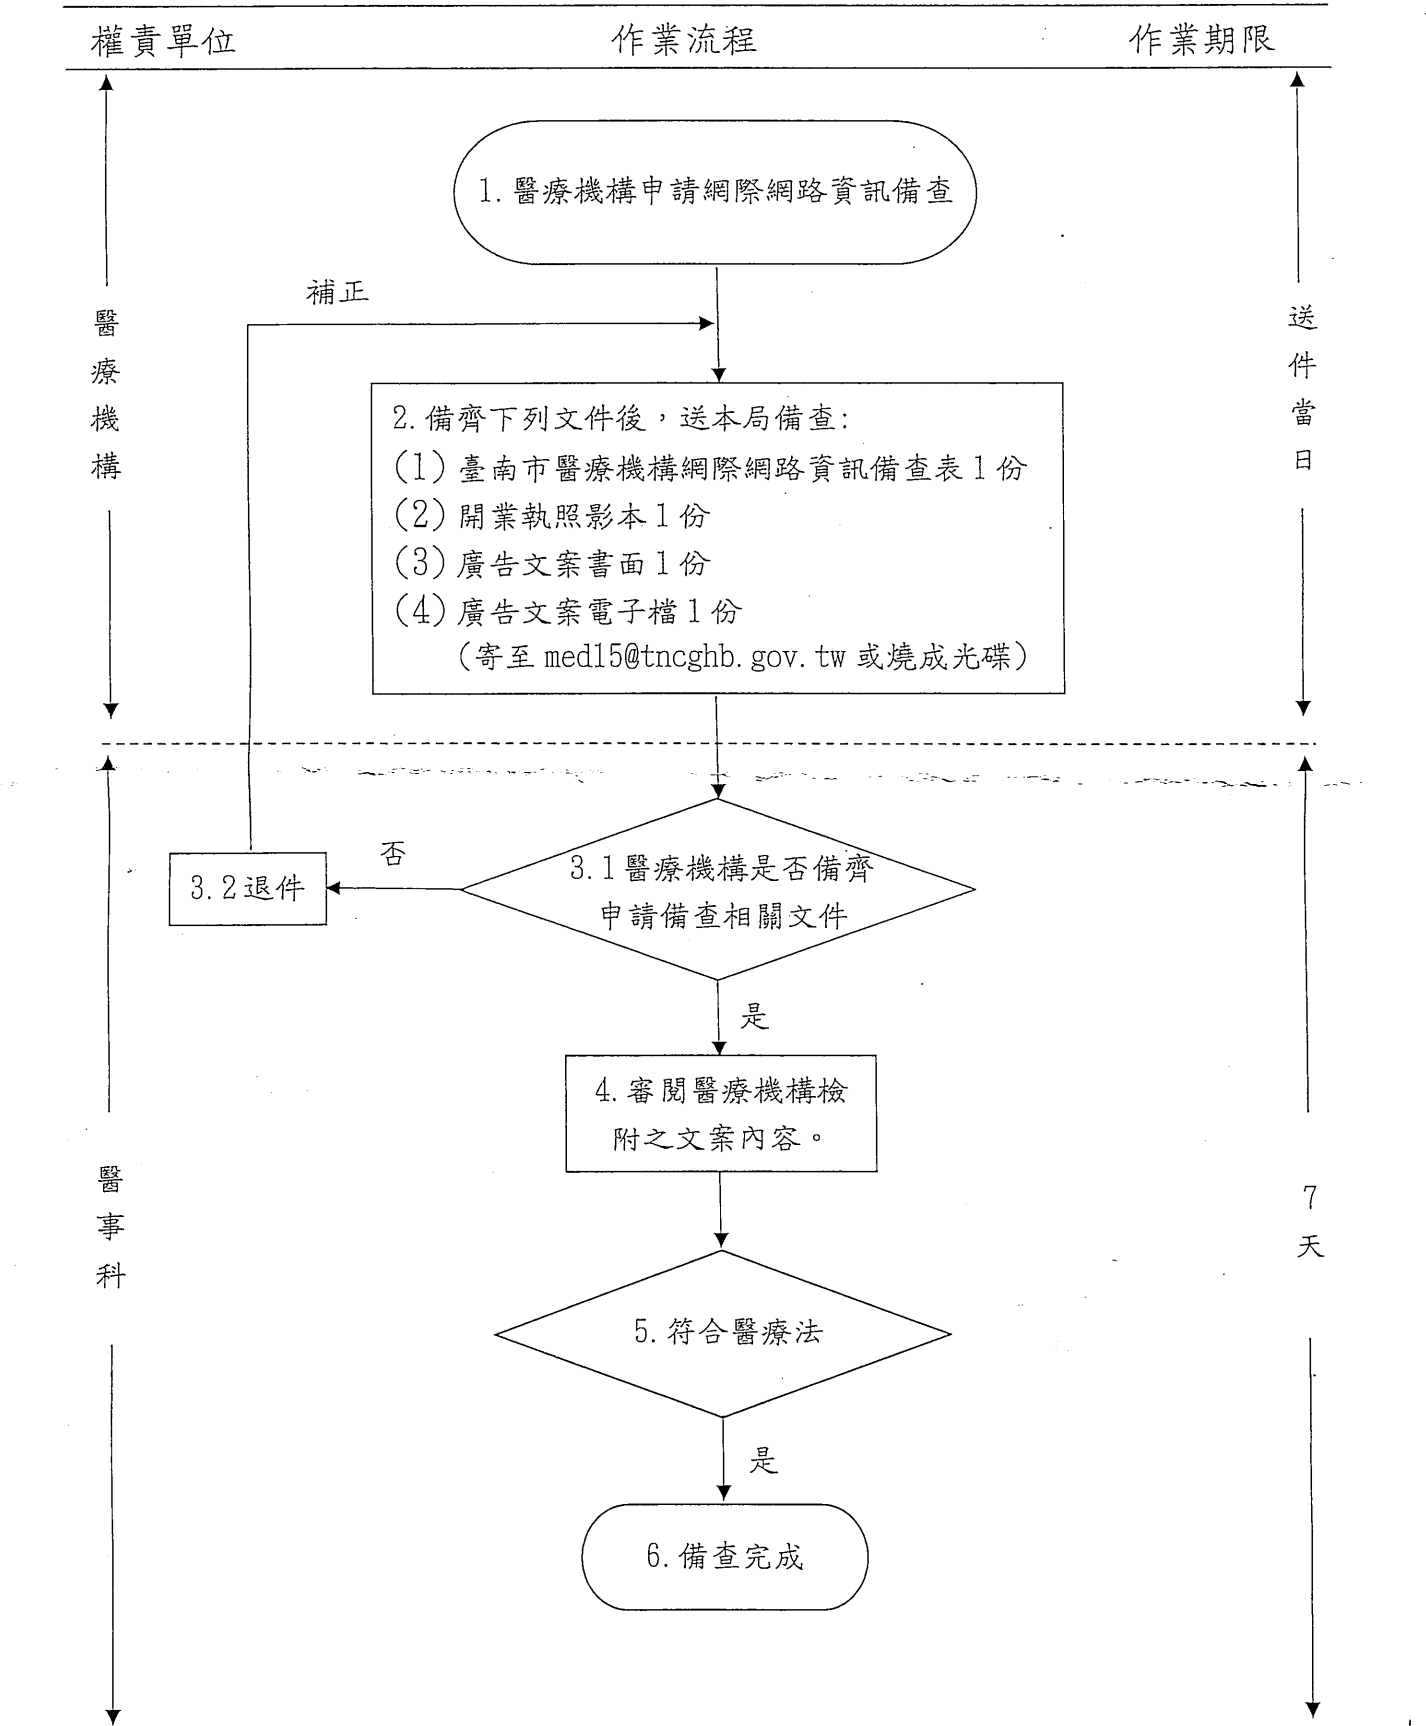 權責單位 作業流程 作業期限
1.醫療機構申請網際網路資訊備查
補正
醫療機構
送件當日
2.備齊下列文件後，送本局備查:
(1)臺南市醫療機構網際網路資訊備查表1份
(2)開業執照影本1份
(3)廣告文案書面1份
(4)廣告文案電子檔1份
(寄至med15@tncghb.gov.tw或燒成光碟)
否
3.2退件
3.1醫療機構是否備齊
申請備查相關文件
是
4.審閱醫療機構檢
附之文案內容。
醫事科
7天
5.符合醫療法
是
6.備查完成